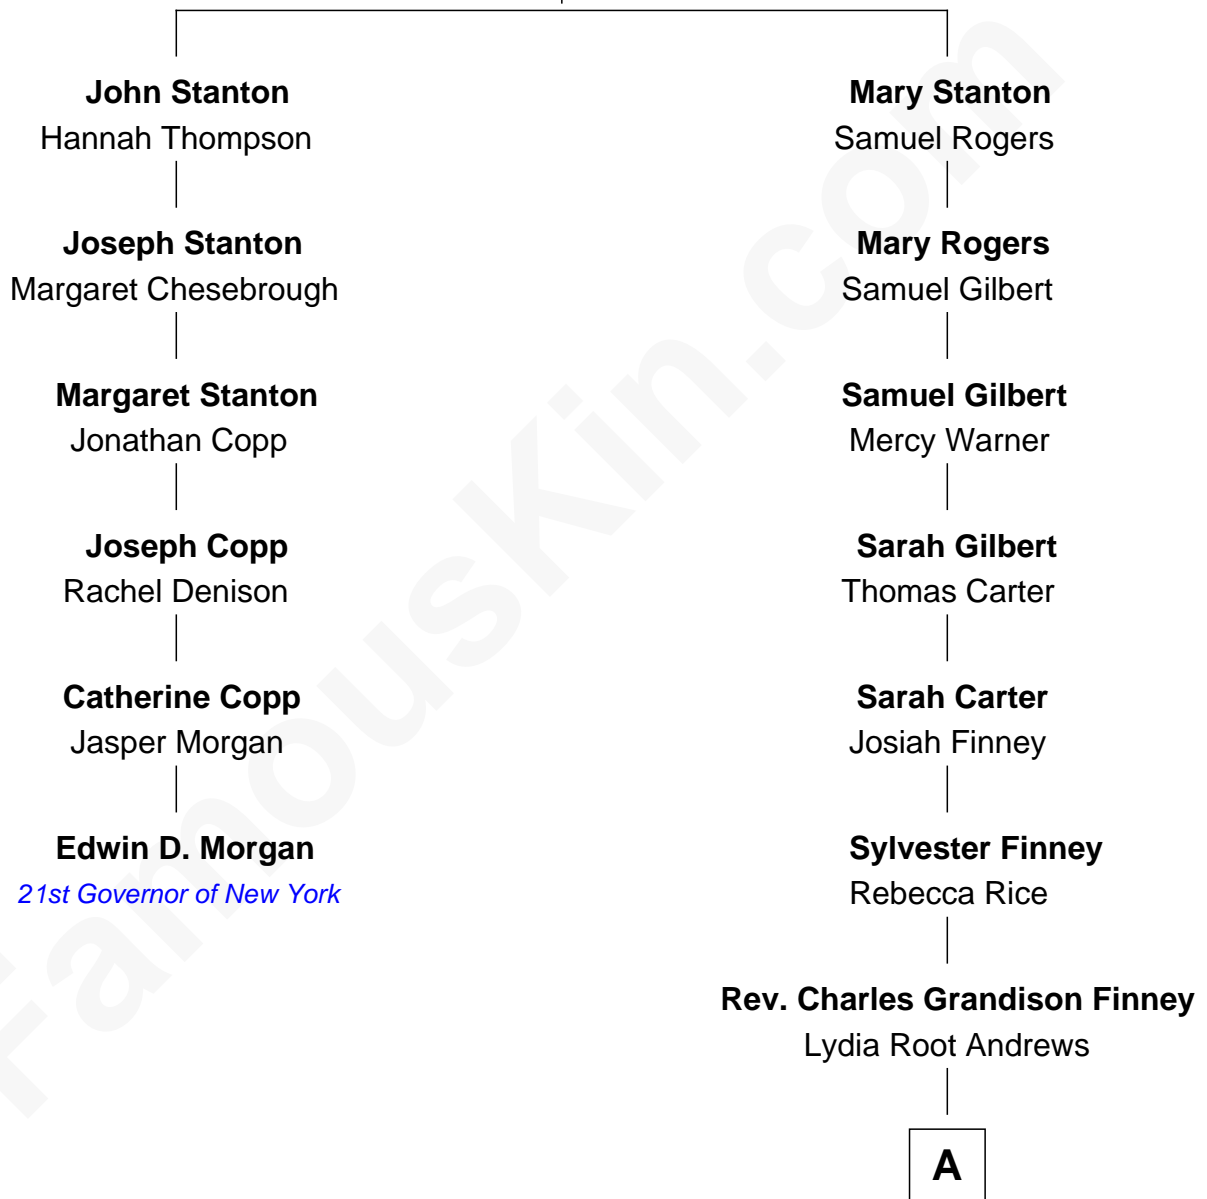 John Stanton
Hannah Thompson
Joseph Stanton
Margaret Chesebrough
Margaret Stanton
Jonathan Copp
Joseph Copp
Rachel Denison
Catherine Copp
Jasper Morgan
Edwin D. Morgan
21st Governor of New York
Mary Stanton
Samuel Rogers
Mary Rogers
Samuel Gilbert
Samuel Gilbert
Mercy Warner
Sarah Gilbert
Thomas Carter
Sarah Carter
Josiah Finney
Sylvester Finney
Rebecca Rice
Rev. Charles Grandison Finney
Lydia Root Andrews
A
FamousKin.com